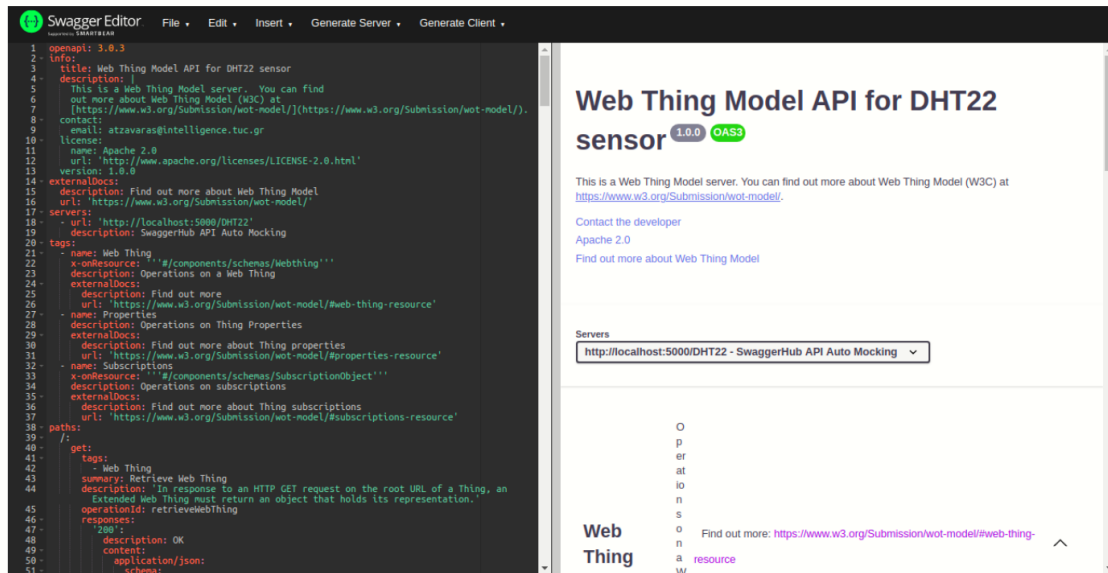 Swagger Editor.
Supported by SMARTBEAR
File
Edit
Insert
Generate Server
Generate Client
1 openapi: 3.0.3
2 info:
3 title: Web Thing Model API for DHT22 sensor
4 description: |
5 This is a Web Thing Model server.  You can find
6 out more about Web Thing Model (W3C) at
7 [https://www.w3.org/Submission/wot-model/](https://www.w3.org/Submission/wot-model/).
8 contact:
9 email: atzavaras@intelligence.tuc.gr
10 license:
11 name: Apache 2.0
12 url: 'http://www.apache.org/licenses/LICENSE-2.0.html'
13 version: 1.0.0
14 externalDocs:
15 description: Find out more about Web Thing Model
16 url: 'https://www.w3.org/Submission/wot-model/'
17 servers:
18 - url: 'http://localhost:5000/DHT22'
19 description: SwaggerHub API Auto Mocking
20 tags:
21 - name: Web Thing
22 x-onResource: '''#/components/schemas/Webthing'''
23 description: Operations on a Web Thing
24 externalDocs:
25 description: Find out more
26 url: 'https://www.w3.org/Submission/wot-model/#web-thing-resource'
27 - name: Properties
28 description: Operations on Thing Properties
29 externalDocs:
30 description: Find out more about Thing properties
31 url: 'https://www.w3.org/Submission/wot-model/#properties-resource'
32 - name: Subscriptions
33 x-onResource: '''#/components/schemas/SubscriptionObject'''
34 description: Operations on subscriptions
35 externalDocs:
36 description: Find out more about Thing subscriptions
37 url: 'https://www.w3.org/Submission/wot-model/#subscriptions-resource'
38 paths:
39 /:
40 get:
41 tags:
42 - Web Thing
43 summary: Retrieve Web Thing
44 description: 'In response to an HTTP GET request on the root URL of a Thing, an
Extended Web Thing must return an object that holds its representation.'
45 operationId: retrieveWebThing
46 responses:
47 '200':
48 description: OK
49 content:
50 application/json:
51 schema:
Web Thing Model API for DHT22
sensor 1.0.0 OAS3
This is a Web Thing Model server. You can find out more about Web Thing Model (W3C) at
https://www.w3.org/Submission/wot-model/.
Contact the developer
Apache 2.0
Find out more about Web Thing Model
Servers
http://localhost:5000/DHT22 - SwaggerHub API Auto Mocking
Web
Thing
O
p
er
at
io
n
s
o
n
a
W
Find out more: https://www.w3.org/Submission/wot-model/#web-thing-
resource